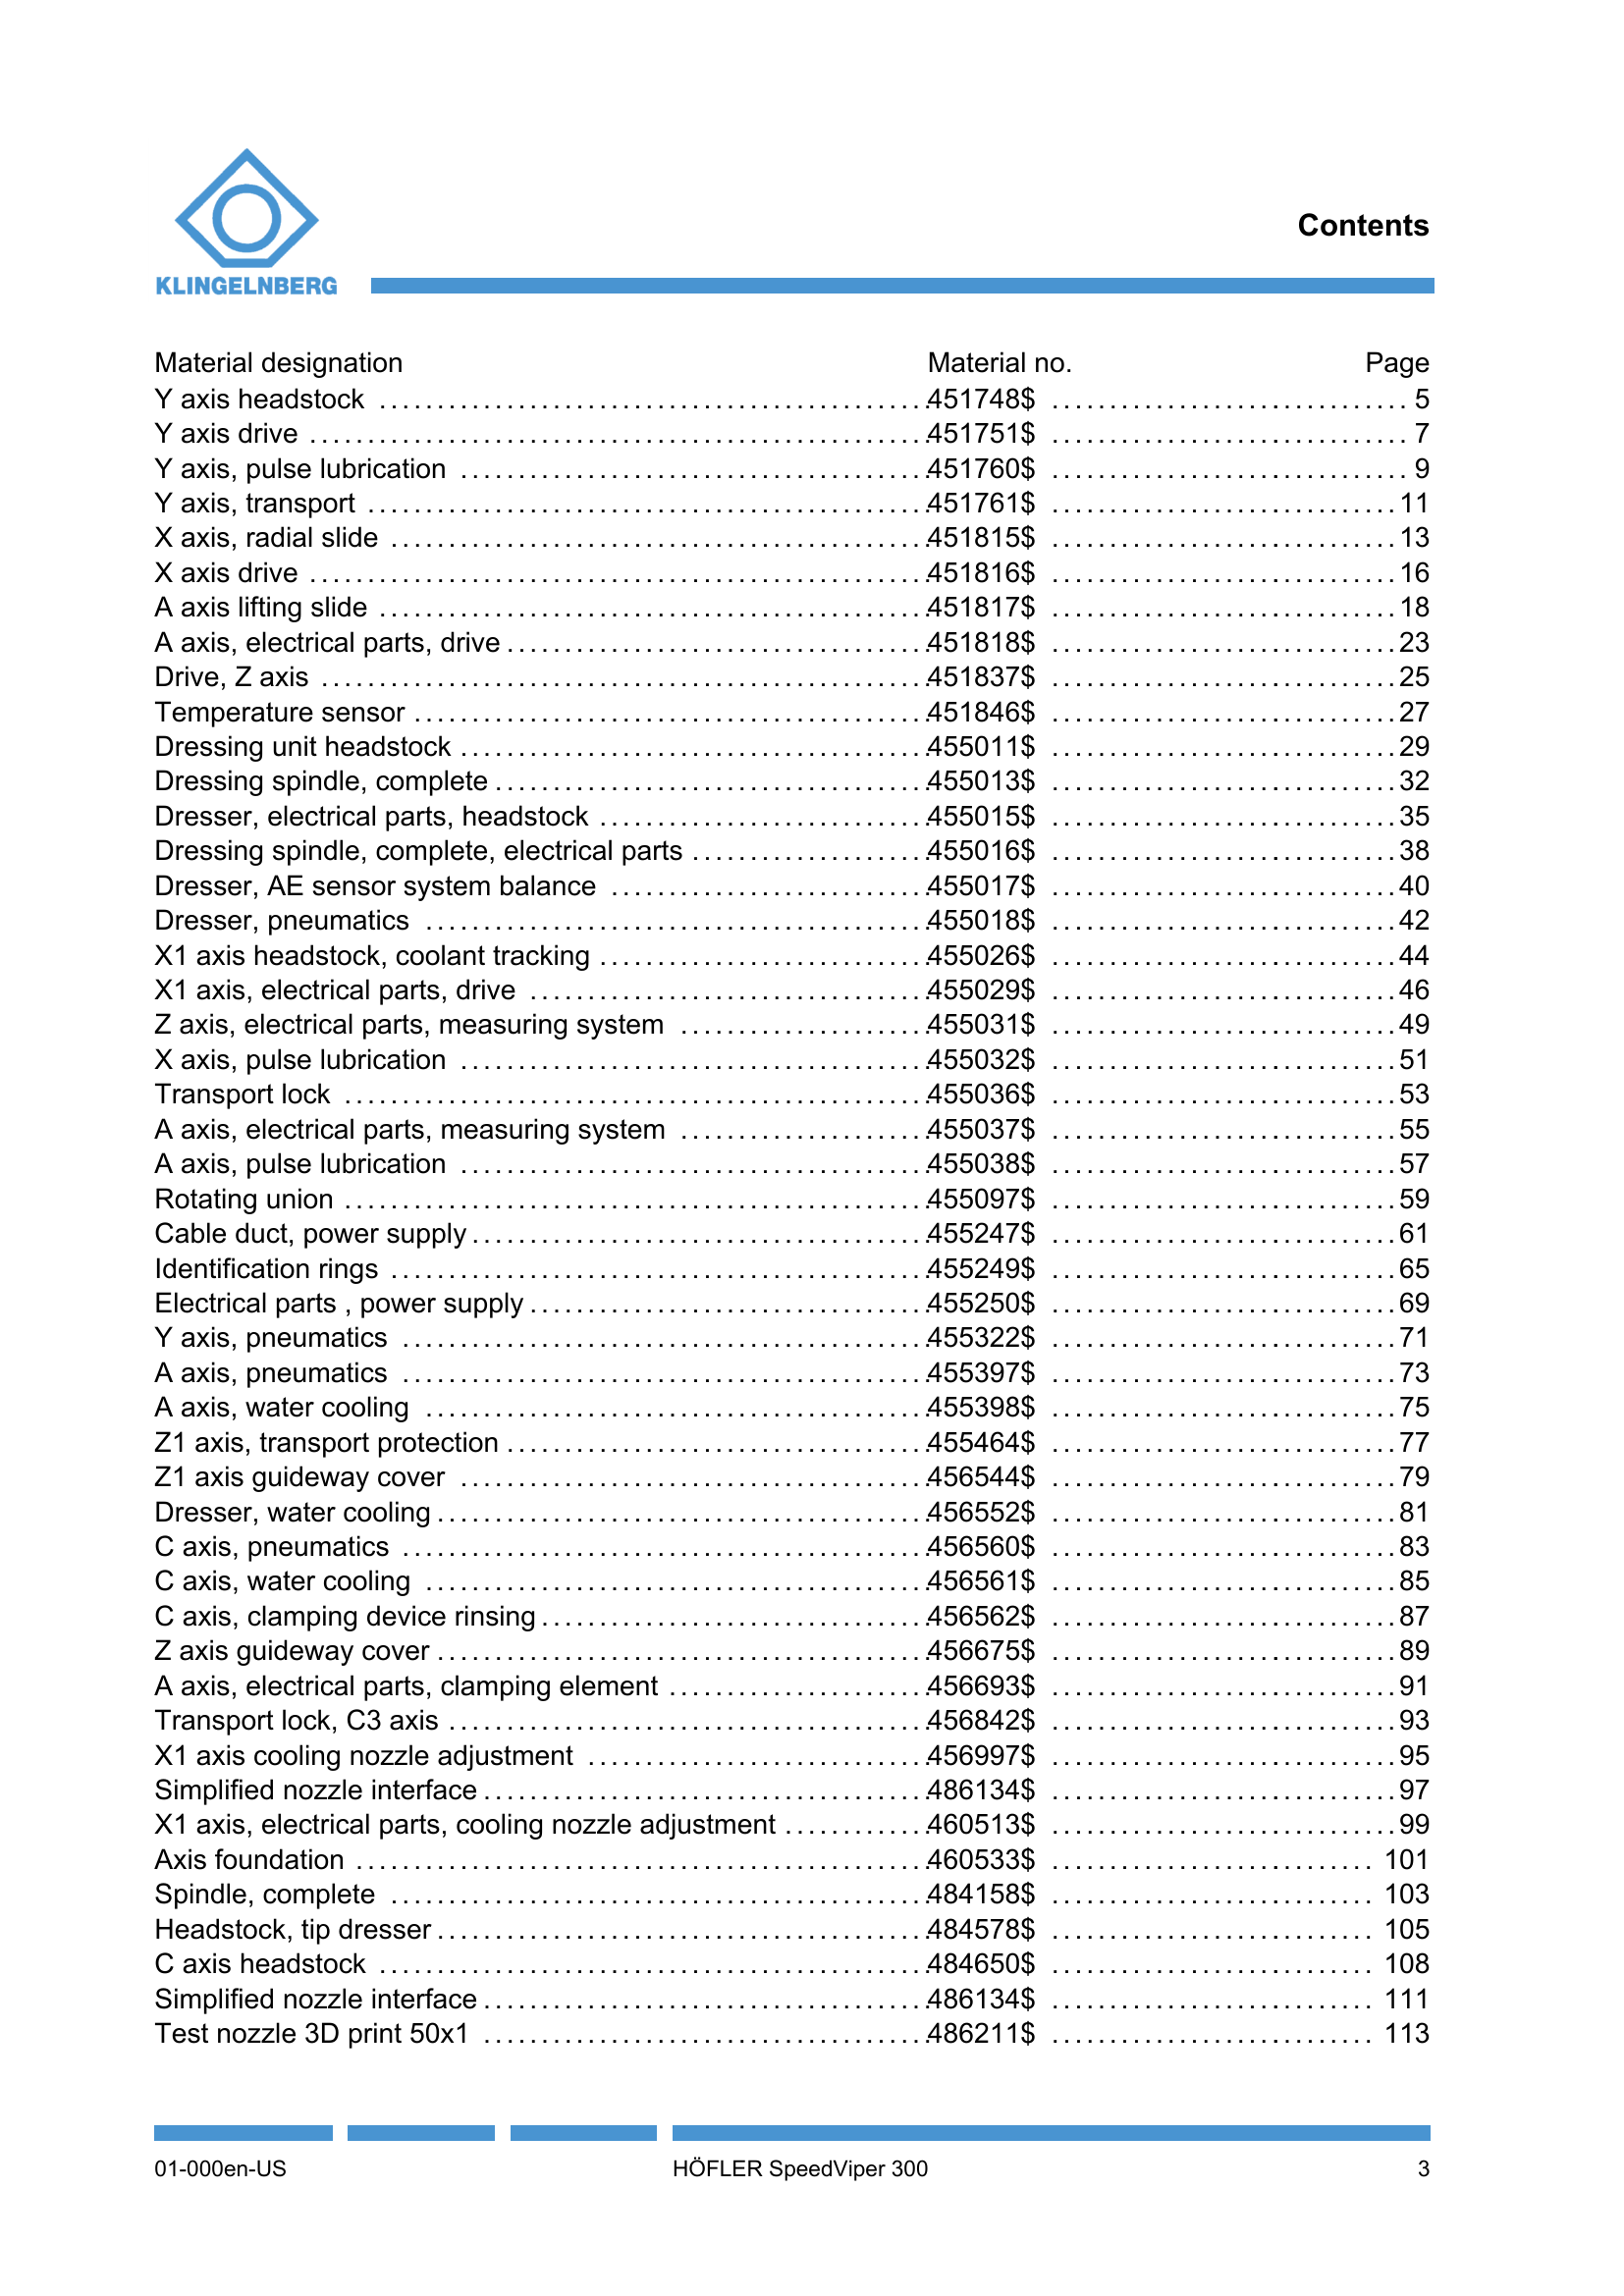 KLINGELNBERG
Contents
Material designation Material no. Page
Y axis headstock ................................................ 451748$ ............................... 5
Y axis drive ...................................................... 451751$ ............................... 7
Y axis, pulse lubrication ......................................... 451760$ ............................... 9
Y axis, transport ................................................. 451761$ .............................. 11
X axis, radial slide ............................................... 451815$ .............................. 13
X axis drive ...................................................... 451816$ .............................. 16
A axis lifting slide ................................................ 451817$ .............................. 18
A axis, electrical parts, drive ..................................... 451818$ .............................. 23
Drive, Z axis ..................................................... 451837$ .............................. 25
Temperature sensor ............................................. 451846$ .............................. 27
Dressing unit headstock ......................................... 455011$ .............................. 29
Dressing spindle, complete ...................................... 455013$ .............................. 32
Dresser, electrical parts, headstock ............................. 455015$ .............................. 35
Dressing spindle, complete, electrical parts ..................... 455016$ .............................. 38
Dresser, AE sensor system balance ............................ 455017$ .............................. 40
Dresser, pneumatics ............................................ 455018$ .............................. 42
X1 axis headstock, coolant tracking ............................. 455026$ .............................. 44
X1 axis, electrical parts, drive ................................... 455029$ .............................. 46
Z axis, electrical parts, measuring system ...................... 455031$ .............................. 49
X axis, pulse lubrication ......................................... 455032$ .............................. 51
Transport lock ................................................... 455036$ .............................. 53
A axis, electrical parts, measuring system ...................... 455037$ .............................. 55
A axis, pulse lubrication ......................................... 455038$ .............................. 57
Rotating union ................................................... 455097$ .............................. 59
Cable duct, power supply ........................................ 455247$ .............................. 61
Identification rings ............................................... 455249$ .............................. 65
Electrical parts , power supply ................................... 455250$ .............................. 69
Y axis, pneumatics .............................................. 455322$ .............................. 71
A axis, pneumatics .............................................. 455397$ .............................. 73
A axis, water cooling ............................................ 455398$ .............................. 75
Z1 axis, transport protection ..................................... 455464$ .............................. 77
Z1 axis guideway cover ......................................... 456544$ .............................. 79
Dresser, water cooling ........................................... 456552$ .............................. 81
C axis, pneumatics .............................................. 456560$ .............................. 83
C axis, water cooling ............................................ 456561$ .............................. 85
C axis, clamping device rinsing .................................. 456562$ .............................. 87
Z axis guideway cover ........................................... 456675$ .............................. 89
A axis, electrical parts, clamping element ....................... 456693$ .............................. 91
Transport lock, C3 axis .......................................... 456842$ .............................. 93
X1 axis cooling nozzle adjustment .............................. 456997$ .............................. 95
Simplified nozzle interface ....................................... 486134$ .............................. 97
X1 axis, electrical parts, cooling nozzle adjustment ............. 460513$ .............................. 99
Axis foundation .................................................. 460533$ ............................ 101
Spindle, complete ............................................... 484158$ ............................ 103
Headstock, tip dresser ........................................... 484578$ ............................ 105
C axis headstock ................................................ 484650$ ............................ 108
Simplified nozzle interface ....................................... 486134$ ............................ 111
Test nozzle 3D print 50x1 ....................................... 486211$ ............................ 113
01-000en-US HÖFLER SpeedViper 300 3